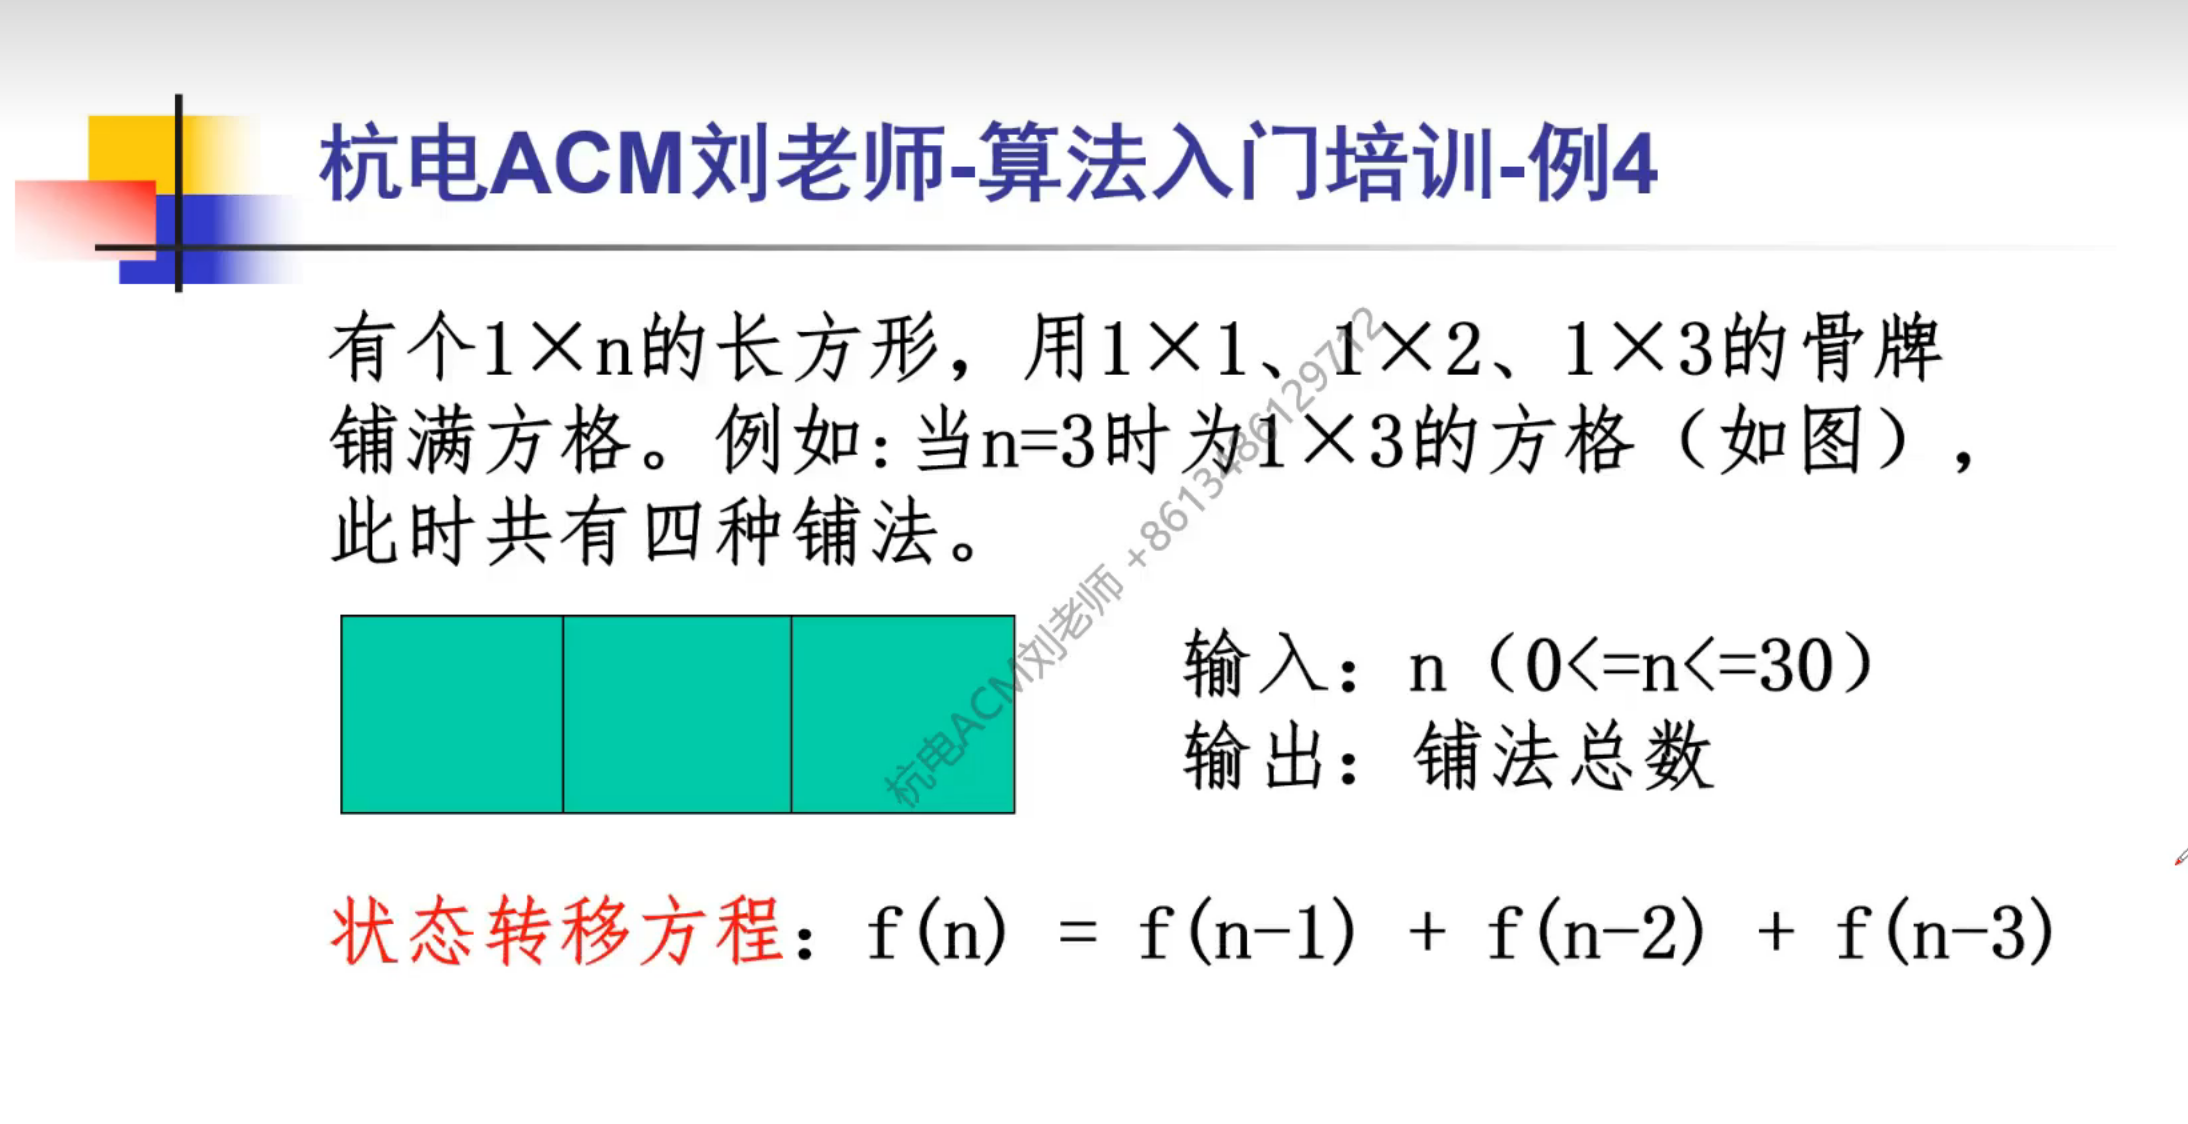 杭电ACM刘老师-算法入门培训-例4
有个1×n的长方形，用1×1、1×2、1×3的骨牌
铺满方格。例如:当n=3时为1×3的方格（如图），
此时共有四种铺法。
杭电ACM刘老师 +8613486129712
输入：n（0<=n<=30）
输出：铺法总数
状态转移方程：f(n) = f(n-1) + f(n-2) + f(n-3)